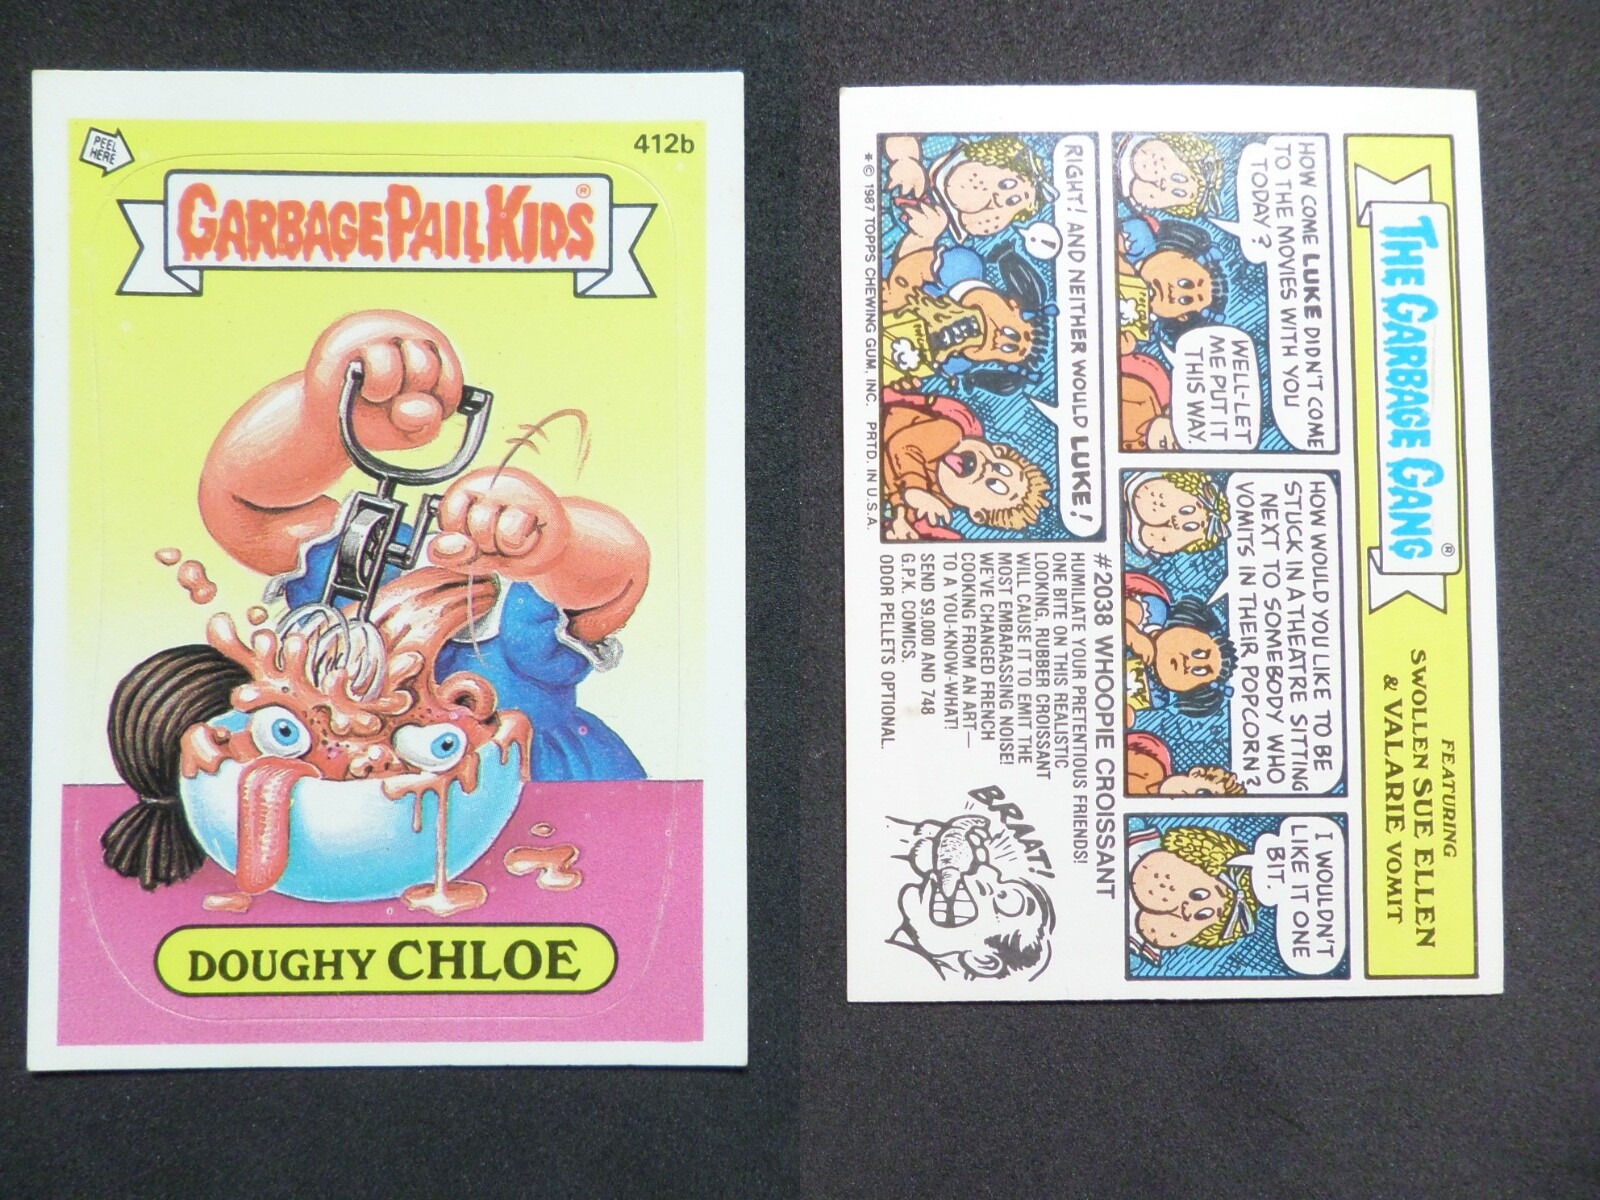 PEEL
HERE
412b
GARBAGE PAIL KIDS®
DOUGHY CHLOE
THE GARBAGE GANG®
FEATURING
SWOLLEN SUE ELLEN
& VALARIE VOMIT
HOW COME LUKE DIDN'T COME
TO THE MOVIES WITH YOU
TODAY?
WELL-LET
ME PUT IT
THIS WAY.
HOW WOULD YOU LIKE TO BE
STUCK IN A THEATRE SITTING
NEXT TO SOMEBODY WHO
VOMITS IN THEIR POPCORN?
I WOULDN'T
LIKE IT ONE
BIT.
RIGHT! AND NEITHER WOULD LUKE!
!
* © 1987 TOPPS CHEWING GUM, INC. PRTD. IN U.S.A.
#2038 WHOOPIE CROISSANT
HUMILIATE YOUR PRETENTIOUS FRIENDS!
ONE BITE ON THIS REALISTIC
LOOKING, RUBBER CROISSANT
WILL CAUSE IT TO EMIT THE
MOST EMBARASSING NOISE!
WE'VE CHANGED FRENCH
COOKING FROM AN ART—
TO A YOU-KNOW-WHAT!
SEND $9,000 AND 748
G.P.K. COMICS.
ODOR PELLETS OPTIONAL.
BRAAT!